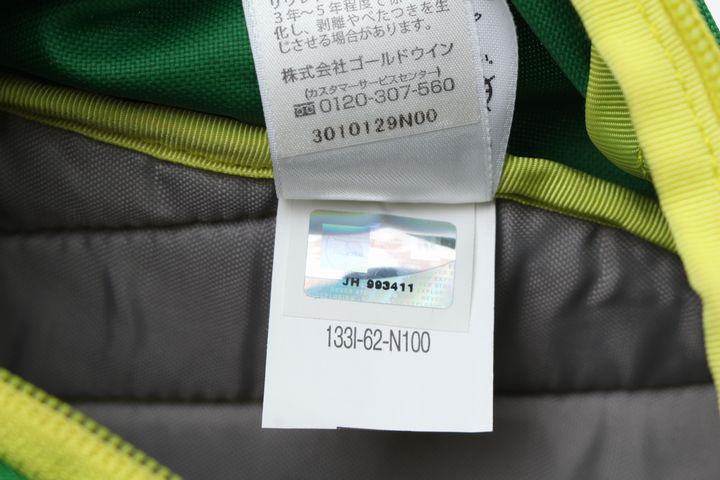 3年〜5年程度で
化し、剥離やべたつきを生
じさせる場合があります。
株式会社ゴールドウイン
(カスタマーサービスセンター)
0120-307-560
3010129N00
JH 993411
133I-62-N100